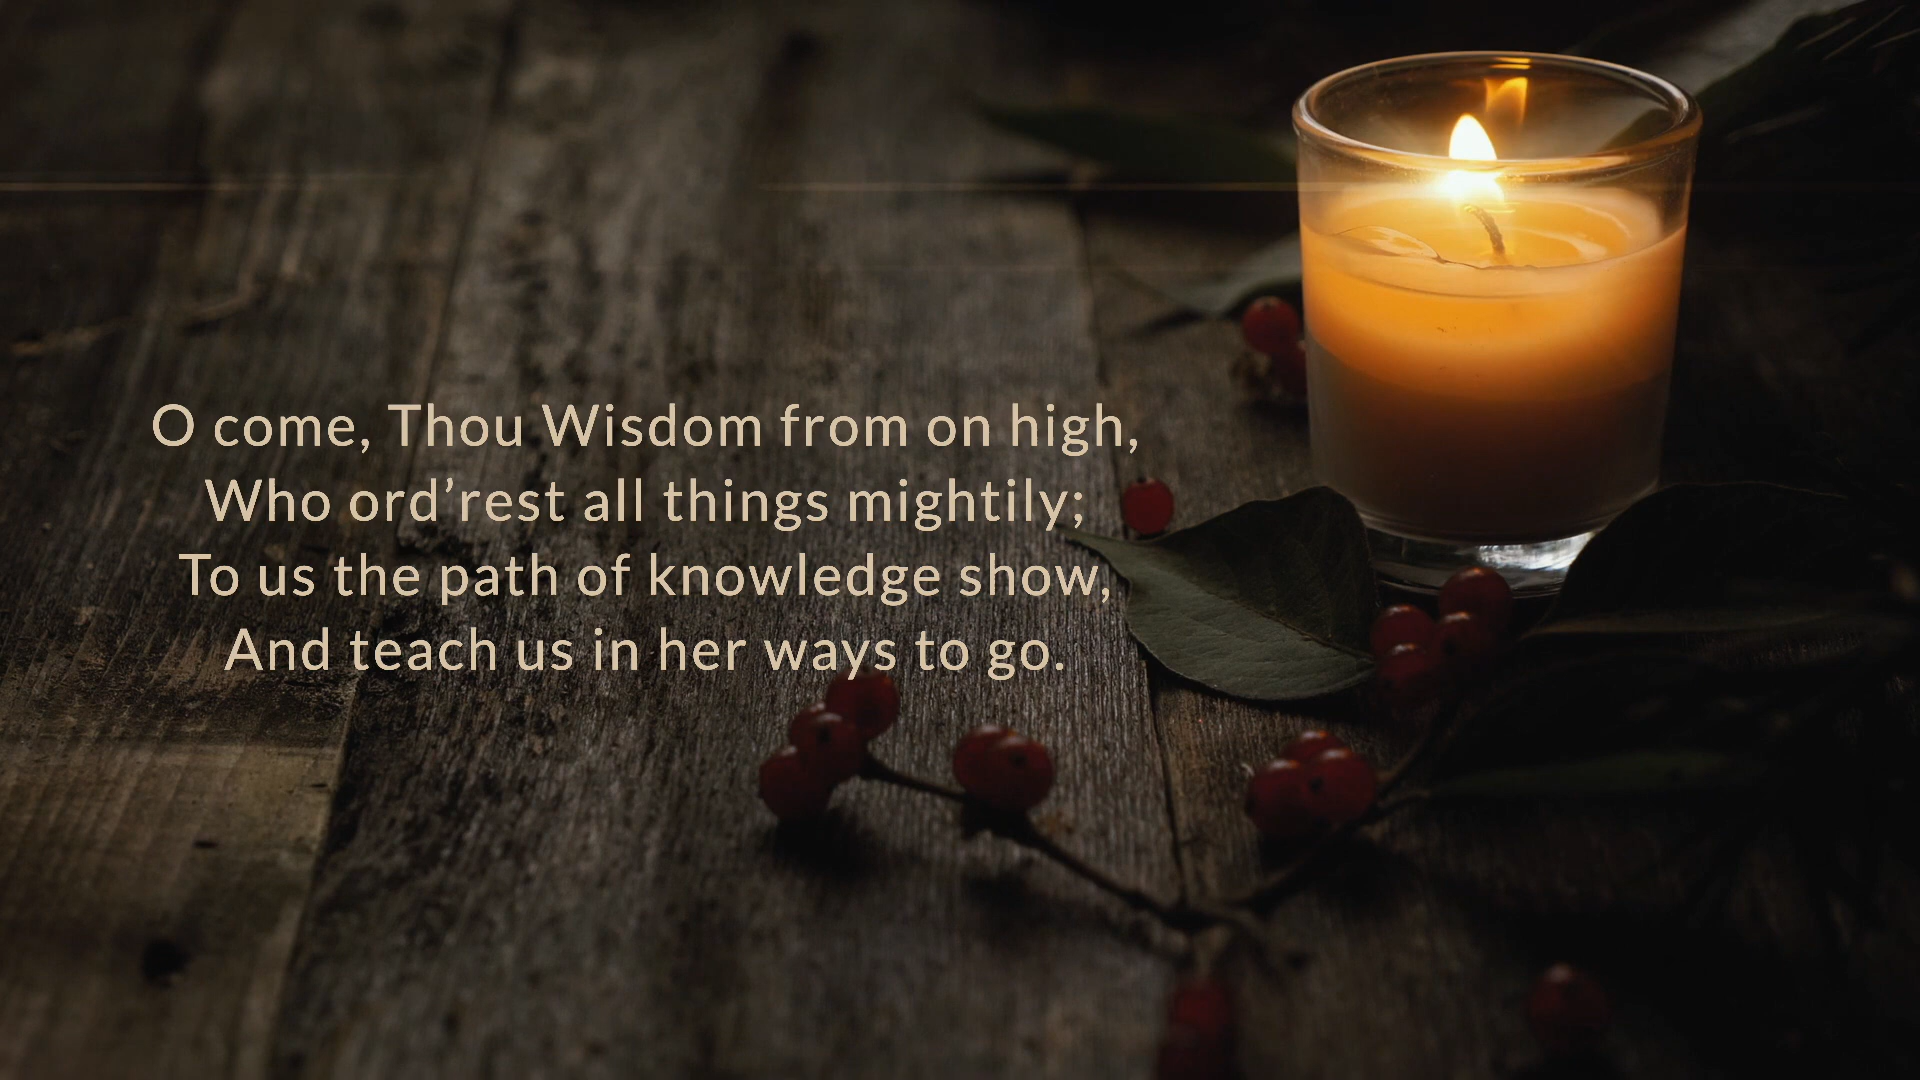 O come, Thou Wisdom from on high,
Who ord’rest all things mightily;
To us the path of knowledge show,
And teach us in her ways to go.